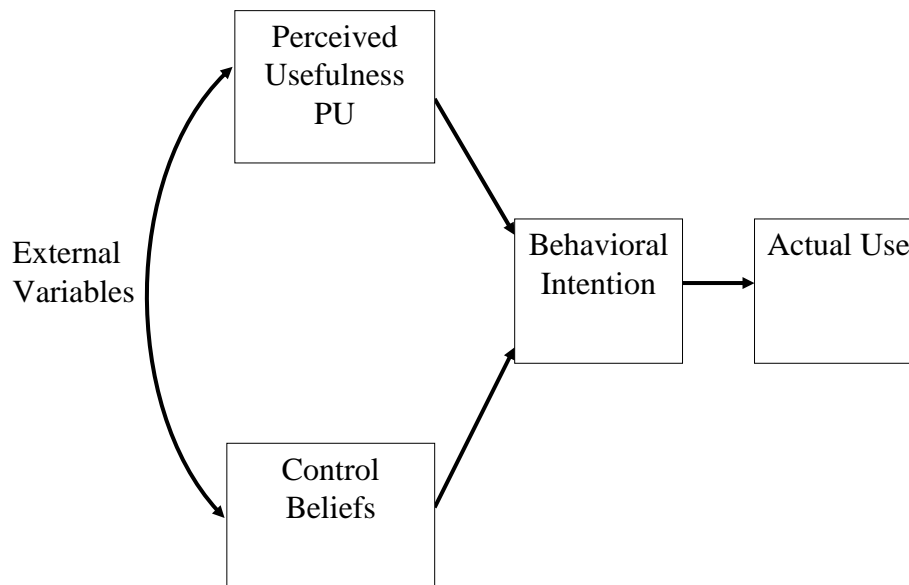 Perceived
Usefulness
PU
External
Variables
Behavioral
Intention
Actual Use
Control
Beliefs